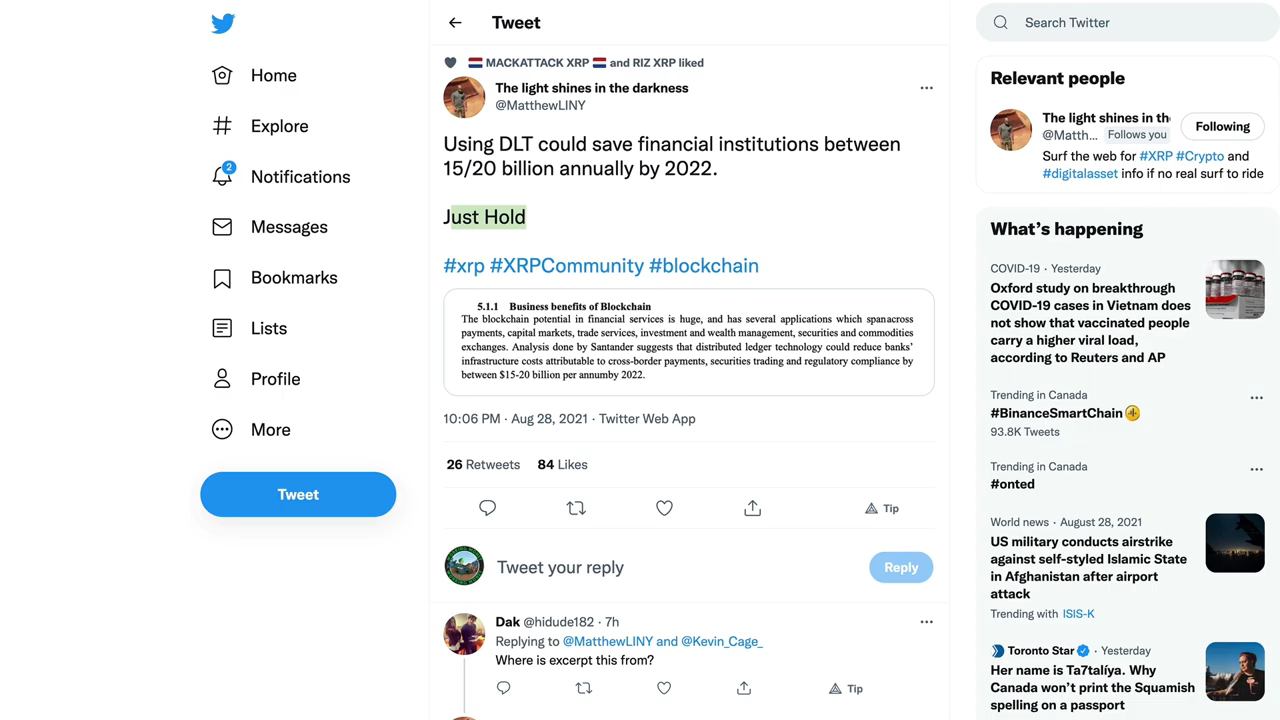 Home
Explore
2
Notifications
Messages
Bookmarks
Lists
Profile
More
Tweet
Tweet
MACKATTACK XRP and RIZ XRP liked
The light shines in the darkness
@MatthewLINY
Using DLT could save financial institutions between
15/20 billion annually by 2022.
Just Hold
#xrp #XRPCommunity #blockchain
5.1.1 Business benefits of Blockchain
The blockchain potential in financial services is huge, and has several applications which span across
payments, capital markets, trade services, investment and wealth management, securities and commodities
exchanges. Analysis done by Santander suggests that distributed ledger technology could reduce banks'
infrastructure costs attributable to cross-border payments, securities trading and regulatory compliance by
between $15-20 billion per annumby 2022.
10:06 PM · Aug 28, 2021 · Twitter Web App
26 Retweets 84 Likes
Tip
Tweet your reply
Reply
Dak @hidude182 · 7h
Replying to @MatthewLINY and @Kevin_Cage_
Where is excerpt this from?
Tip
Search Twitter
Relevant people
The light shines in th
@Matth... Follows you
Following
Surf the web for #XRP #Crypto and
#digitalasset info if no real surf to ride
What's happening
COVID-19 · Yesterday
Oxford study on breakthrough
COVID-19 cases in Vietnam does
not show that vaccinated people
carry a higher viral load,
according to Reuters and AP
Trending in Canada
#BinanceSmartChain
93.8K Tweets
Trending in Canada
#onted
World news · August 28, 2021
US military conducts airstrike
against self-styled Islamic State
in Afghanistan after airport
attack
Trending with ISIS-K
Toronto Star · Yesterday
Her name is Ta7talíya. Why
Canada won't print the Squamish
spelling on a passport